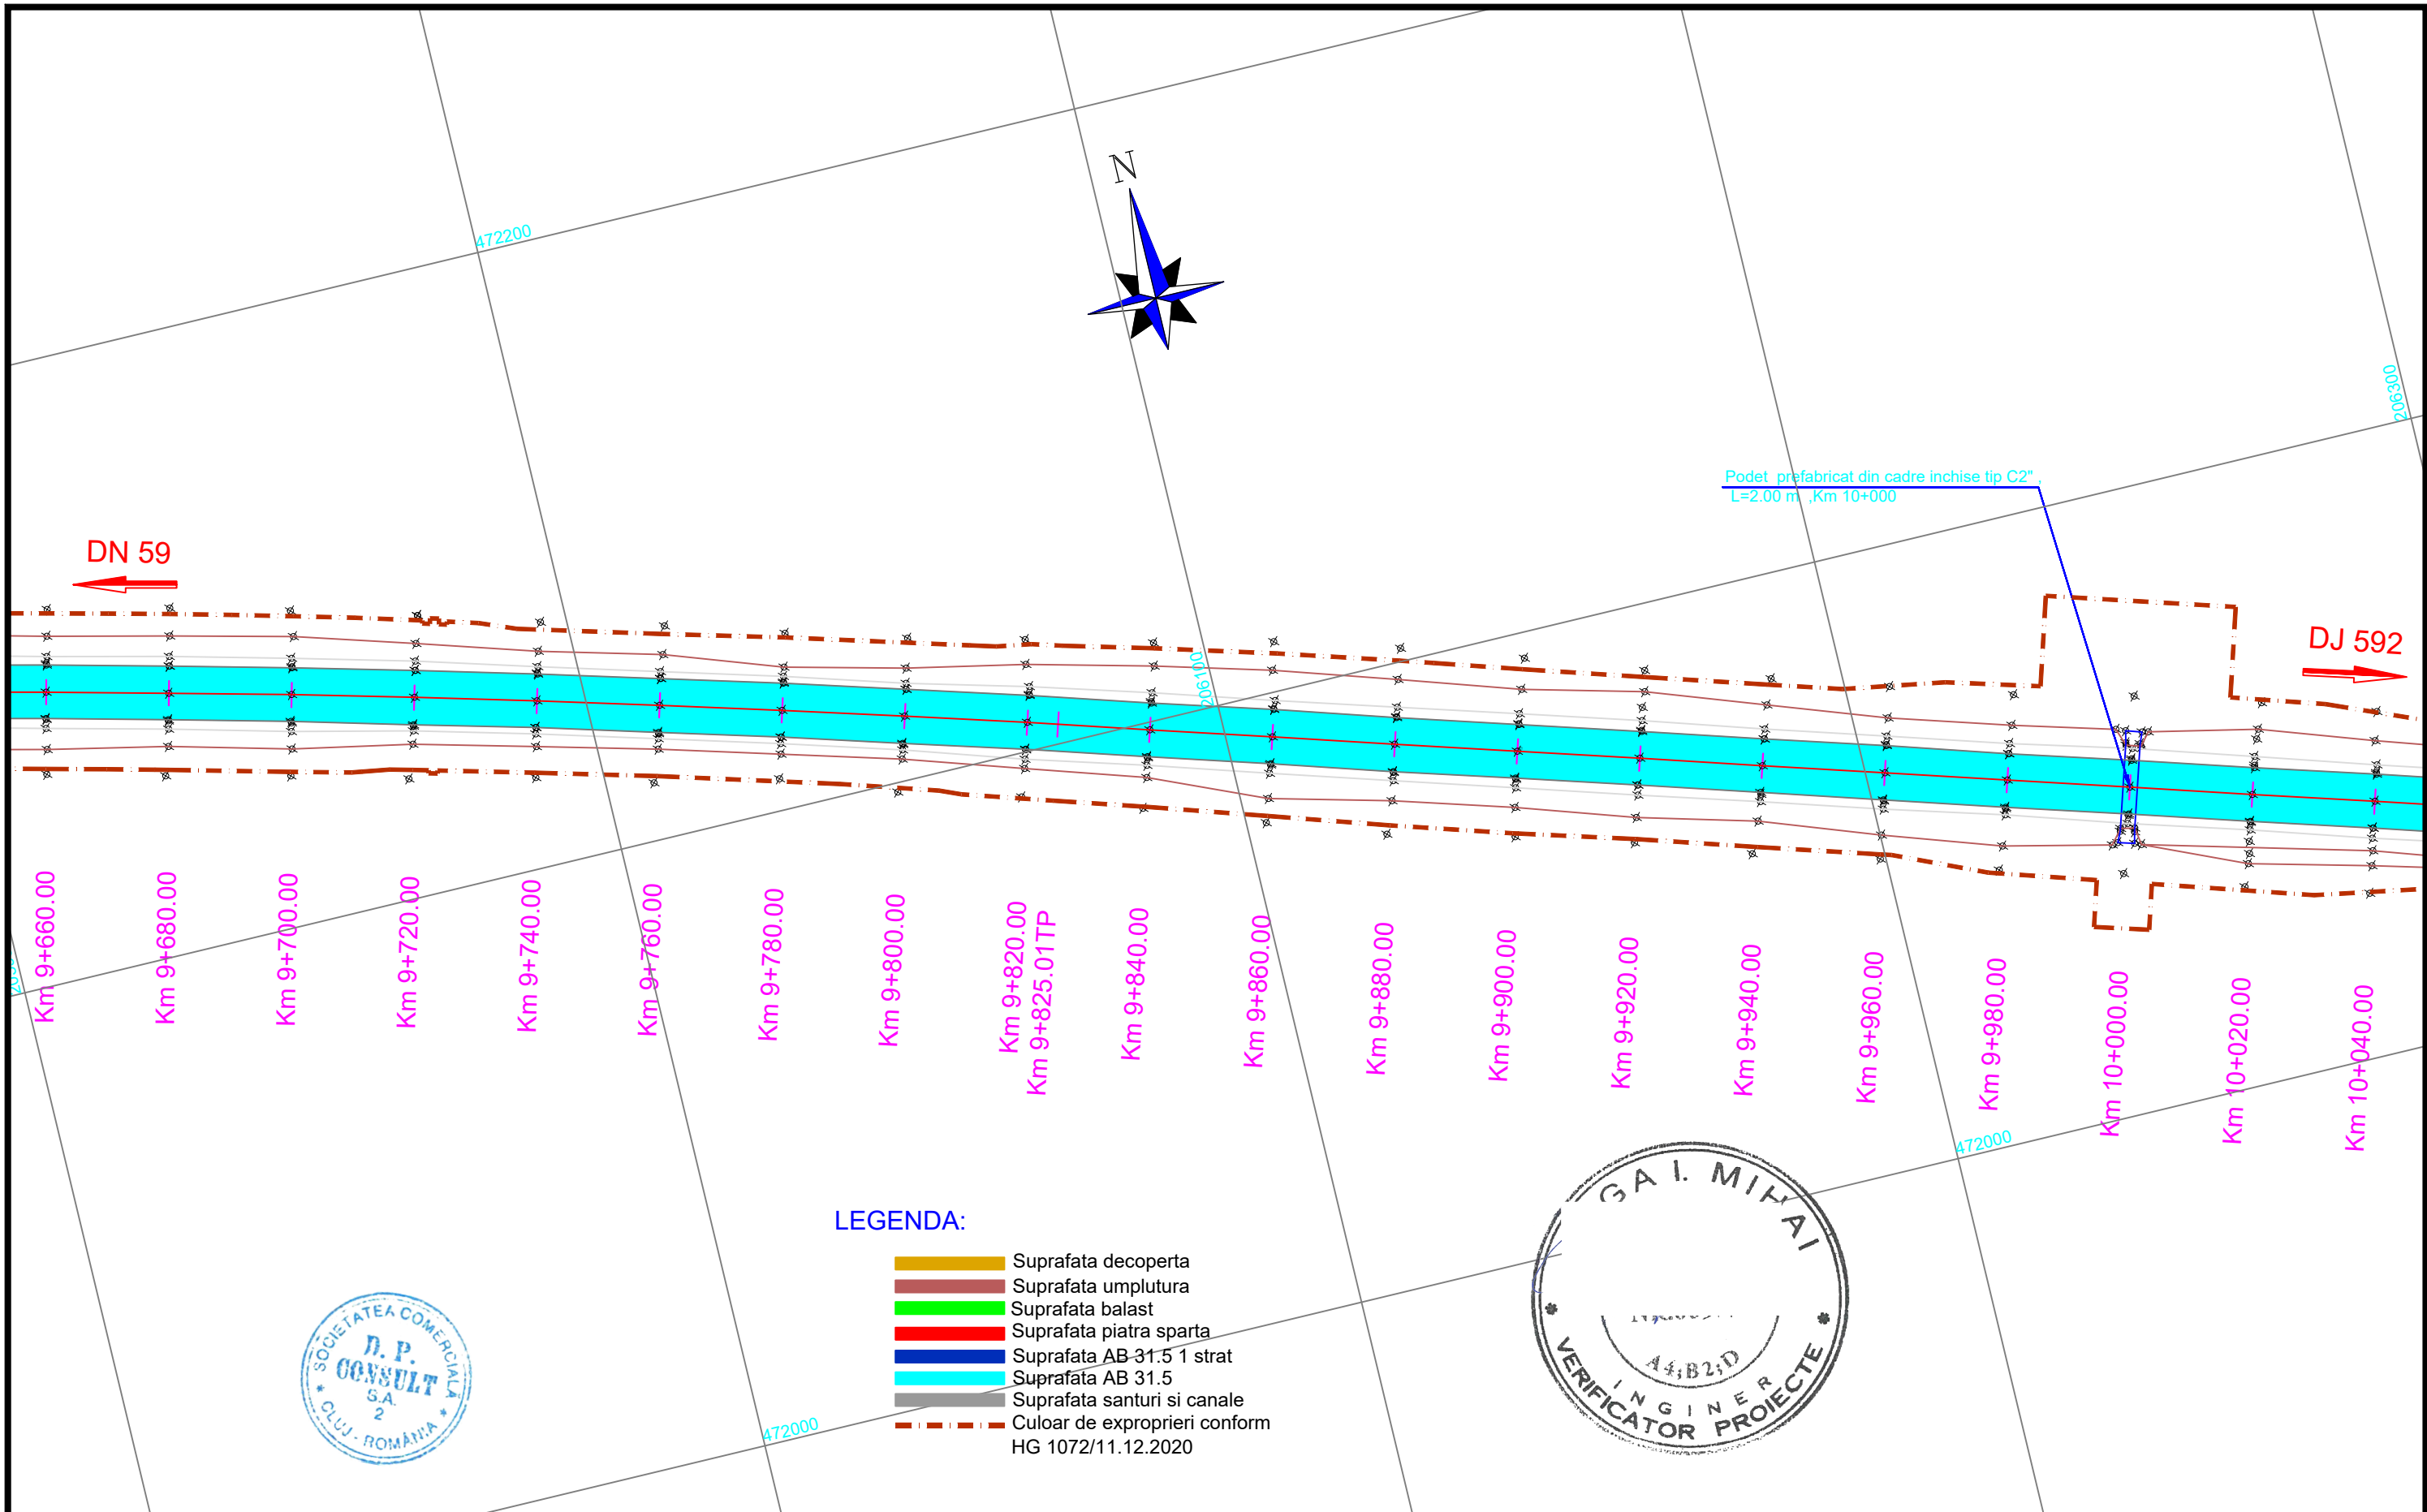 N
472200
206300
Podet prefabricat din cadre inchise tip C2",
L=2.00 m ,Km 10+000
DN 59
DJ 592
206100
Km 9+660.00
Km 9+680.00
Km 9+700.00
Km 9+720.00
Km 9+740.00
Km 9+760.00
Km 9+780.00
Km 9+800.00
Km 9+820.00
Km 9+825.01TP
Km 9+840.00
Km 9+860.00
Km 9+880.00
Km 9+900.00
Km 9+920.00
Km 9+940.00
Km 9+960.00
Km 9+980.00
Km 10+000.00
Km 10+020.00
Km 10+040.00
472000
LEGENDA:
Suprafata decoperta
Suprafata umplutura
Suprafata balast
Suprafata piatra sparta
Suprafata AB 31.5 1 strat
Suprafata AB 31.5
Suprafata santuri si canale
Culoar de exproprieri conform
HG 1072/11.12.2020
472000
SOCIETATEA COMERCIALĂ
D. P.
CONSULT
S.A.
2
* CLUJ - ROMÂNIA *
GA I. MIHAI
A4;B2;D
INGINER
* VERIFICATOR PROIECTE *